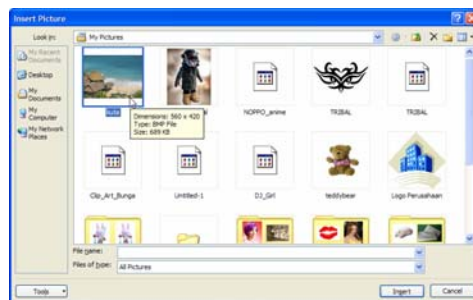 Insert Picture
Look in:
My Pictures
My Recent
Documents
Desktop
My
Documents
My
Computer
My Network
Places
NOPPO_anime
TRIBAL
TRIBAL
Dimensions: 560 x 420
Type: BMP File
Size: 689 KB
Clip_Art_Bunga
Untitled-1
DJ_Girl
teddybear
Logo Perusahaan
File name:
Files of type:
All Pictures
Tools
Insert
Cancel